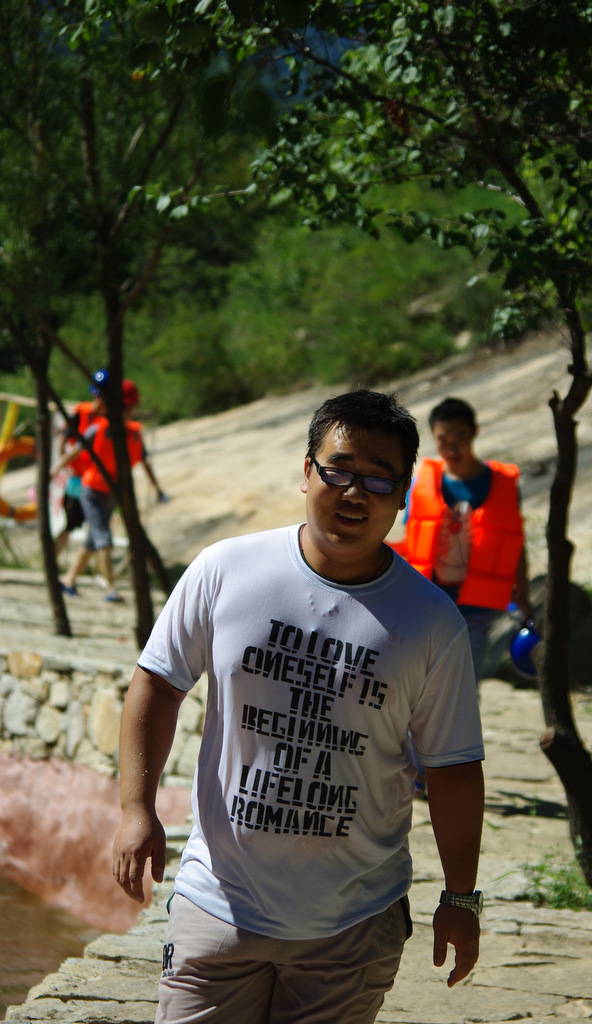 TO LOVE
ONESELF IS
THE
BEGINNING
OF A
LIFELONG
ROMANCE